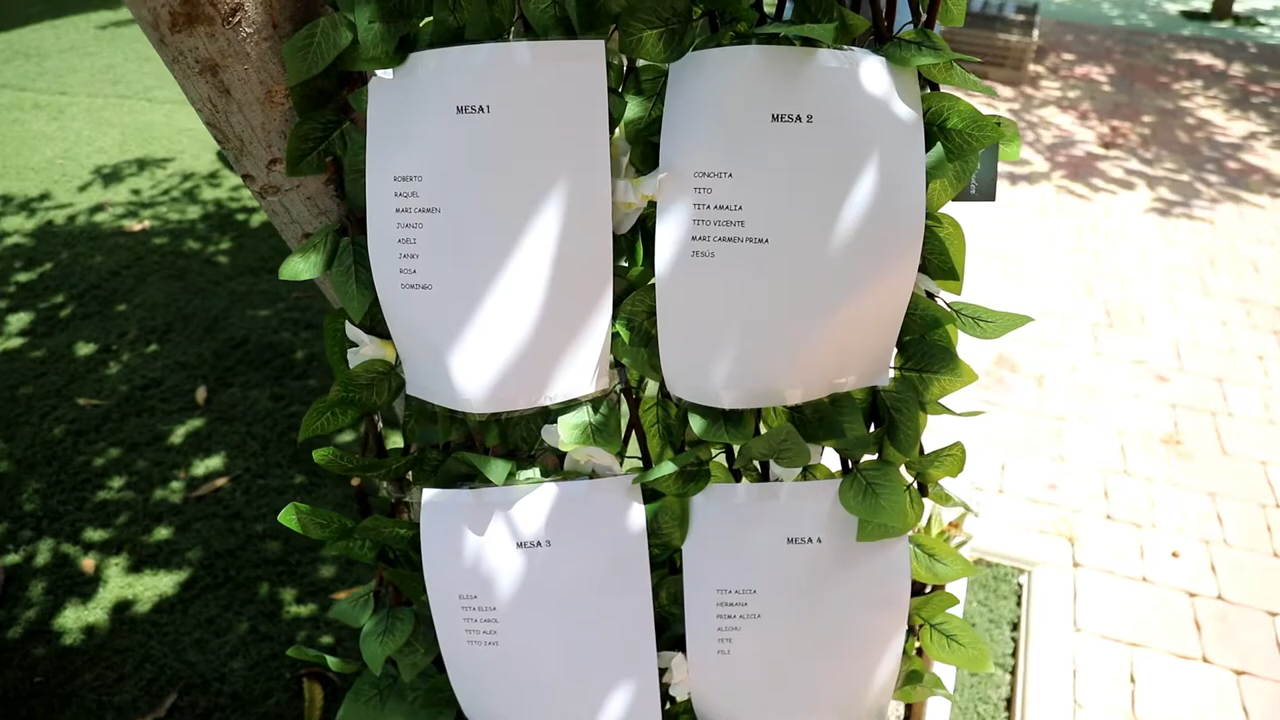 MESA 1
ROBERTO
RAQUEL
MARI CARMEN
JUANJO
ADELI
JANKY
ROSA
DOMINGO
MESA 2
CONCHITA
TITO
TITA AMALIA
TITO VICENTE
MARI CARMEN PRIMA
JESÚS
MESA 3
ELISA
TITA ELISA
TITA CAROL
TITO ALEX
TITO JAVI
MESA 4
TITA ALICIA
HERMANA
PRIMA ALICIA
ALICHU
TETE
PILI